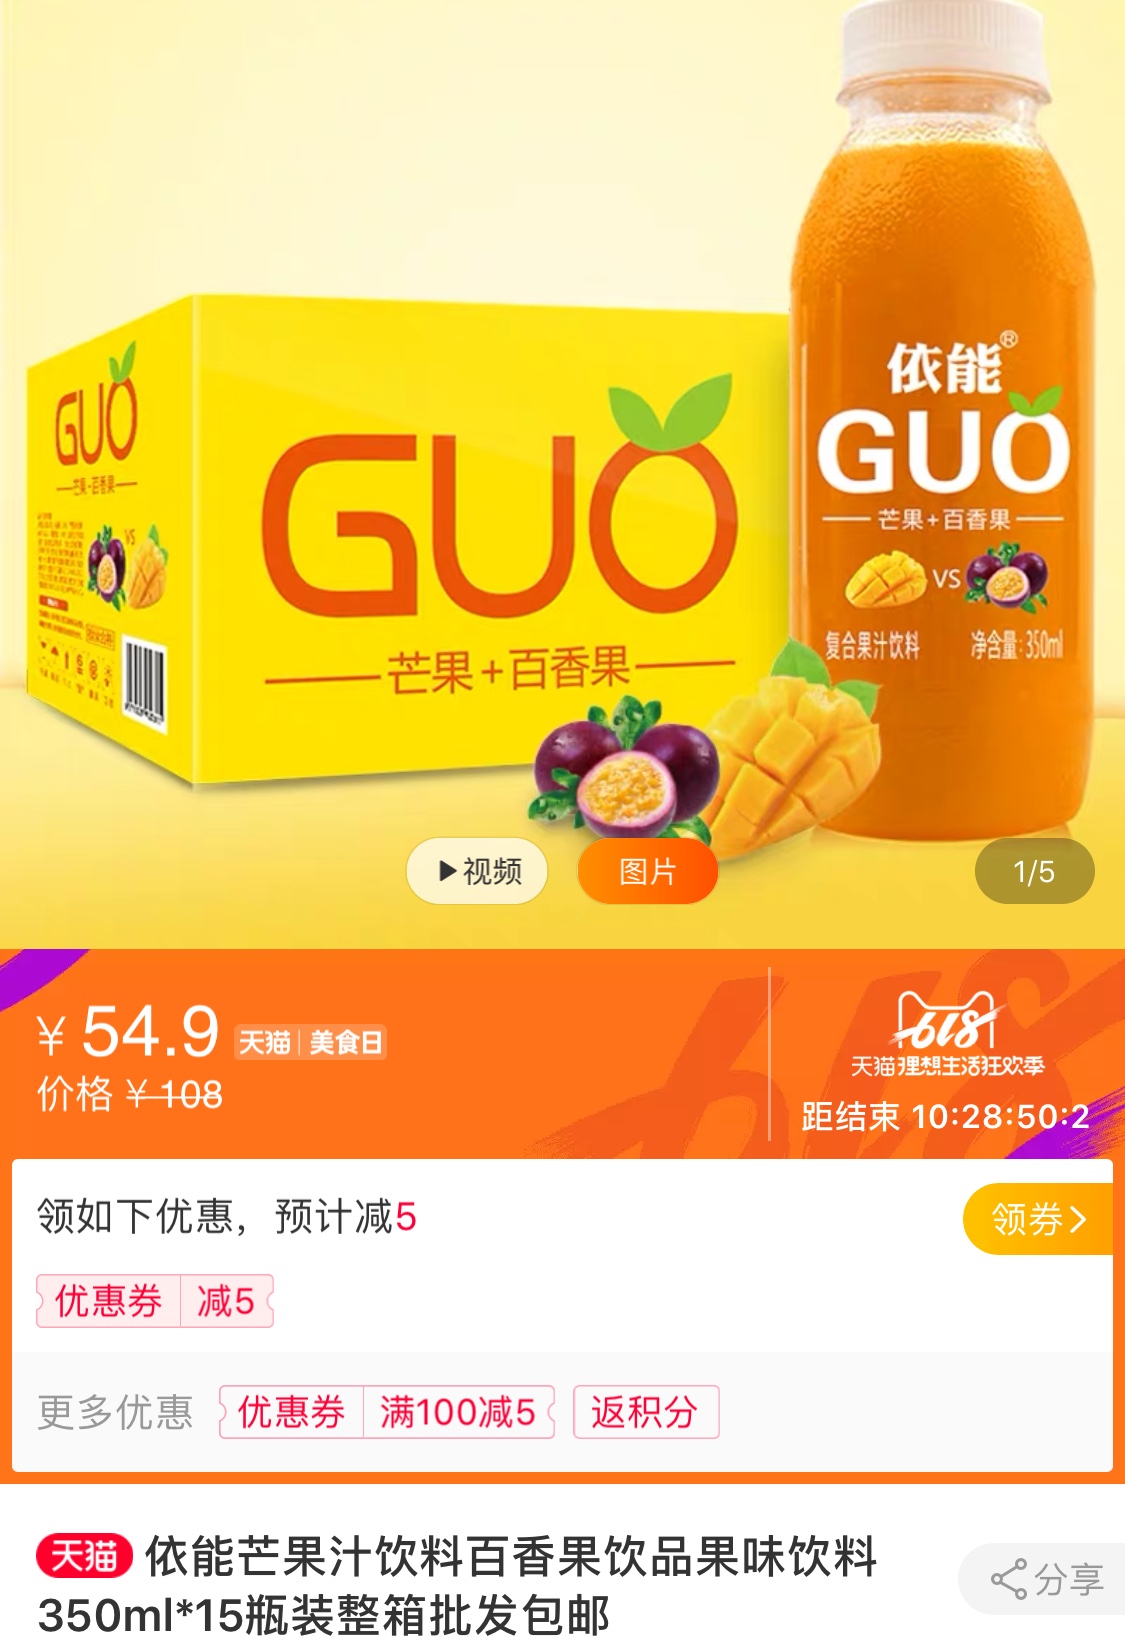 依能®
GUO
芒果+百香果
VS
复合果汁饮料 净含量:350ml
GUO
芒果+百香果
VS
GUO
芒果+百香果
视频
图片
1/5
¥ 54.9 天猫 美食日
价格 ¥ 108
618
天猫理想生活狂欢季
距结束 10:28:50:2
领如下优惠，预计减5
领券
优惠券 减5
更多优惠 优惠券 满100减5 返积分
天猫 依能芒果汁饮料百香果饮品果味饮料
350ml*15瓶装整箱批发包邮
分享